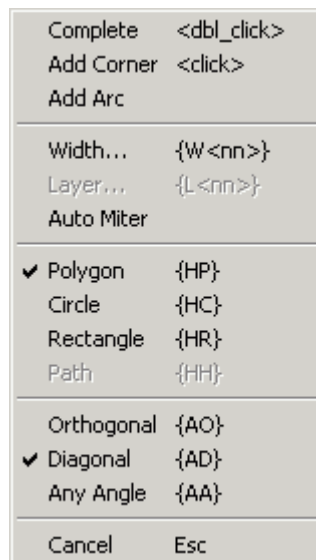 Complete <dbl_click>
Add Corner <click>
Add Arc
Width... {W<nn>}
Layer... {L<nn>}
Auto Miter
Polygon {HP}
Circle {HC}
Rectangle {HR}
Path {HH}
Orthogonal {AO}
Diagonal {AD}
Any Angle {AA}
Cancel Esc